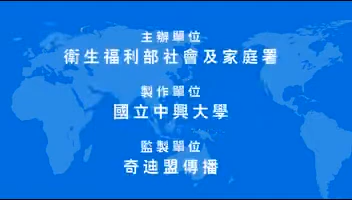 主辦單位
衛生福利部社會及家庭署
製作單位
國立中興大學
監製單位
奇迪盟傳播